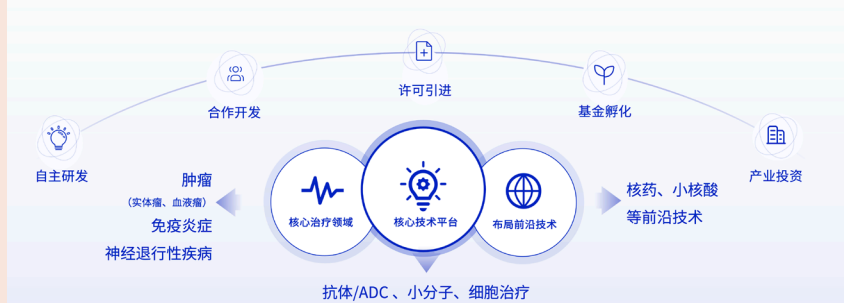 许可引进
合作开发
基金孵化
自主研发
产业投资
肿瘤
（实体瘤、血液瘤）
免疫炎症
神经退行性疾病
核心治疗领域
核心技术平台
布局前沿技术
核药、小核酸
等前沿技术
抗体/ADC 、小分子、细胞治疗